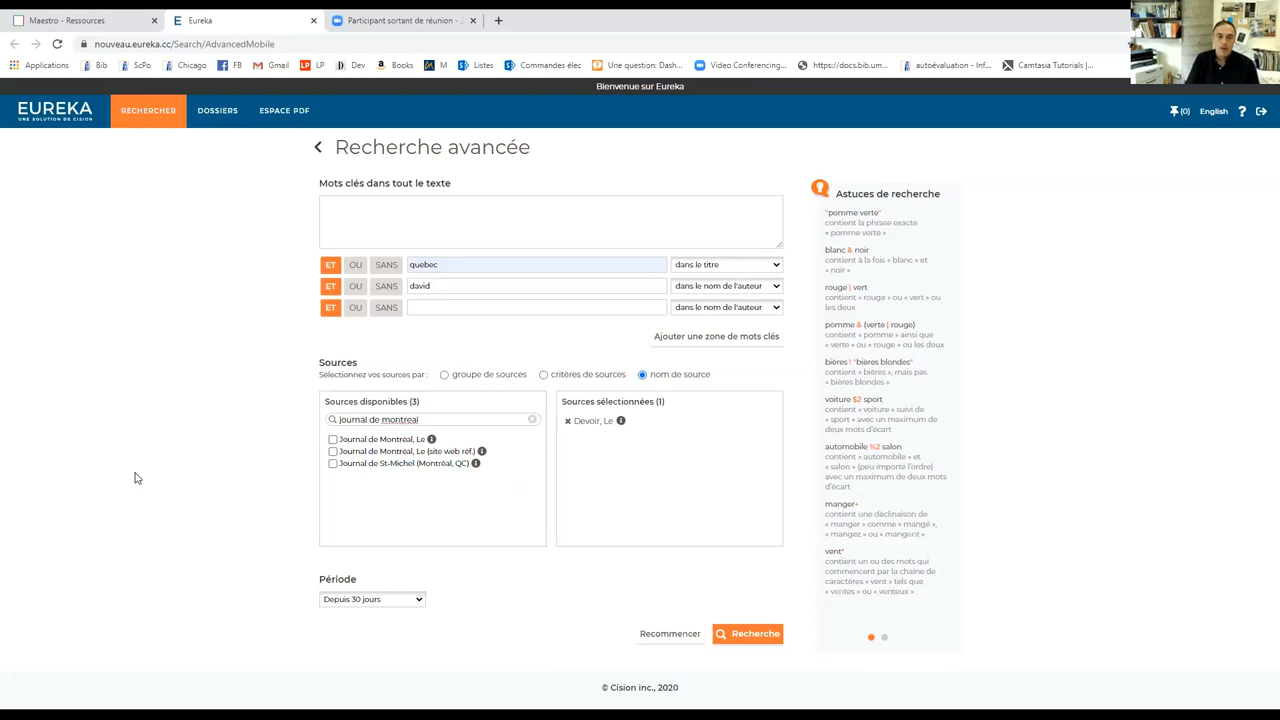 Maestro - Ressources
Eureka
Participant sortant de réunion -
nouveau.eureka.cc/Search/AdvancedMobile
Applications Bib ScPo Chicago FB Gmail LP Dev Books M Listes Commandes élec Une question: Dash... Video Conferencing,... https://docs.bib.um... autoévaluation - Inf... Camtasia Tutorials |...
Bienvenue sur Eureka
EUREKA
UNE SOLUTION DE CISION
RECHERCHER DOSSIERS ESPACE PDF (0) English ?
Recherche avancée
Mots clés dans tout le texte
ET OU SANS quebec dans le titre
ET OU SANS david dans le nom de l'auteur
ET OU SANS dans le nom de l'auteur
Ajouter une zone de mots clés
Sources
Sélectionnez vos sources par : groupe de sources critères de sources nom de source
Sources disponibles (3)
journal de montreal
Journal de Montréal, Le
Journal de Montréal, Le (site web réf.)
Journal de St-Michel (Montréal, QC)
Sources sélectionnées (1)
Devoir, Le
Période
Depuis 30 jours
Recommencer Recherche
Astuces de recherche
"pomme verte"
contient la phrase exacte
« pomme verte »
blanc & noir
contient à la fois « blanc » et
« noir »
rouge | vert
contient « rouge » ou « vert » ou
les deux
pomme & (verte | rouge)
contient « pomme » ainsi que
« verte » ou « rouge » ou les deux
bières ! "bières blondes"
contient « bières », mais pas
« bières blondes »
voiture $2 sport
contient « voiture » suivi de
« sport » avec un maximum de
deux mots d'écart
automobile %2 salon
contient « automobile » et
« salon » (peu importe l'ordre)
avec un maximum de deux mots
d'écart
manger+
contient une déclinaison de
« manger » comme « mangé »,
« mangez » ou « mangent »
vent*
contient un ou des mots qui
commencent par la chaîne de
caractères « vent » tels que
« ventes » ou « venteux »
© Cision inc., 2020